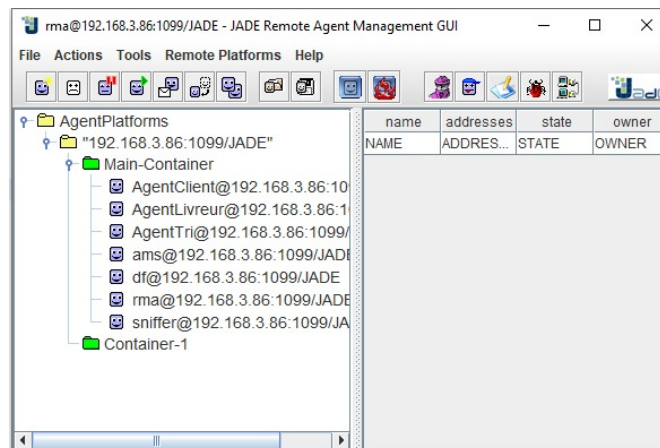 rma@192.168.3.86:1099/JADE - JADE Remote Agent Management GUI
File Actions Tools Remote Platforms Help
Jade
AgentPlatforms
"192.168.3.86:1099/JADE"
Main-Container
AgentClient@192.168.3.86:10
AgentLivreur@192.168.3.86:1
AgentTri@192.168.3.86:1099/
ams@192.168.3.86:1099/JADE
df@192.168.3.86:1099/JADE
rma@192.168.3.86:1099/JADE
sniffer@192.168.3.86:1099/JA
Container-1
name addresses state owner
NAME ADDRES... STATE OWNER